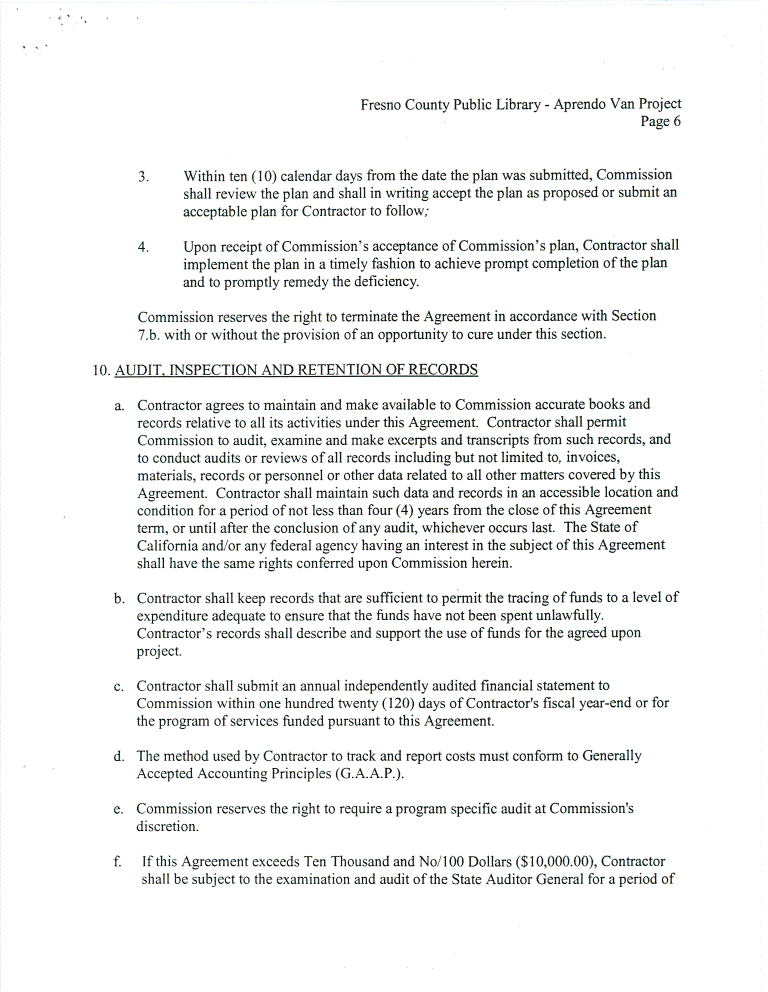 Fresno County Public Library - Aprendo Van Project
Page 6
3. Within ten (10) calendar days from the date the plan was submitted, Commission
shall review the plan and shall in writing accept the plan as proposed or submit an
acceptable plan for Contractor to follow;
4. Upon receipt of Commission's acceptance of Commission's plan, Contractor shall
implement the plan in a timely fashion to achieve prompt completion of the plan
and to promptly remedy the deficiency.
Commission reserves the right to terminate the Agreement in accordance with Section
7.b. with or without the provision of an opportunity to cure under this section.
10. AUDIT, INSPECTION AND RETENTION OF RECORDS
a. Contractor agrees to maintain and make available to Commission accurate books and
records relative to all its activities under this Agreement. Contractor shall permit
Commission to audit, examine and make excerpts and transcripts from such records, and
to conduct audits or reviews of all records including but not limited to, invoices,
materials, records or personnel or other data related to all other matters covered by this
Agreement. Contractor shall maintain such data and records in an accessible location and
condition for a period of not less than four (4) years from the close of this Agreement
term, or until after the conclusion of any audit, whichever occurs last. The State of
California and/or any federal agency having an interest in the subject of this Agreement
shall have the same rights conferred upon Commission herein.
b. Contractor shall keep records that are sufficient to permit the tracing of funds to a level of
expenditure adequate to ensure that the funds have not been spent unlawfully.
Contractor's records shall describe and support the use of funds for the agreed upon
project.
c. Contractor shall submit an annual independently audited financial statement to
Commission within one hundred twenty (120) days of Contractor's fiscal year-end or for
the program of services funded pursuant to this Agreement.
d. The method used by Contractor to track and report costs must conform to Generally
Accepted Accounting Principles (G.A.A.P.).
e. Commission reserves the right to require a program specific audit at Commission's
discretion.
f. If this Agreement exceeds Ten Thousand and No/100 Dollars ($10,000.00), Contractor
shall be subject to the examination and audit of the State Auditor General for a period of